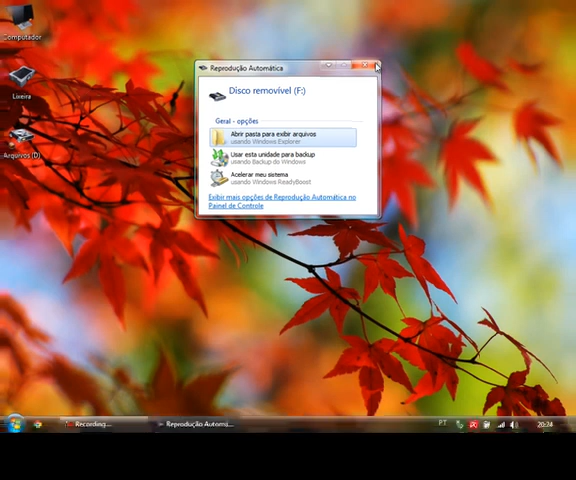 Computador
Lixeira
Arquivos (D)
Reprodução Automática
Disco removível (F:)
Geral - opções
Abrir pasta para exibir arquivos
usando Windows Explorer
Usar esta unidade para backup
usando Backup do Windows
Acelerar meu sistema
usando Windows ReadyBoost
Exibir mais opções de Reprodução Automática no
Painel de Controle
Recording...
Reprodução Automá...
PT
20:34